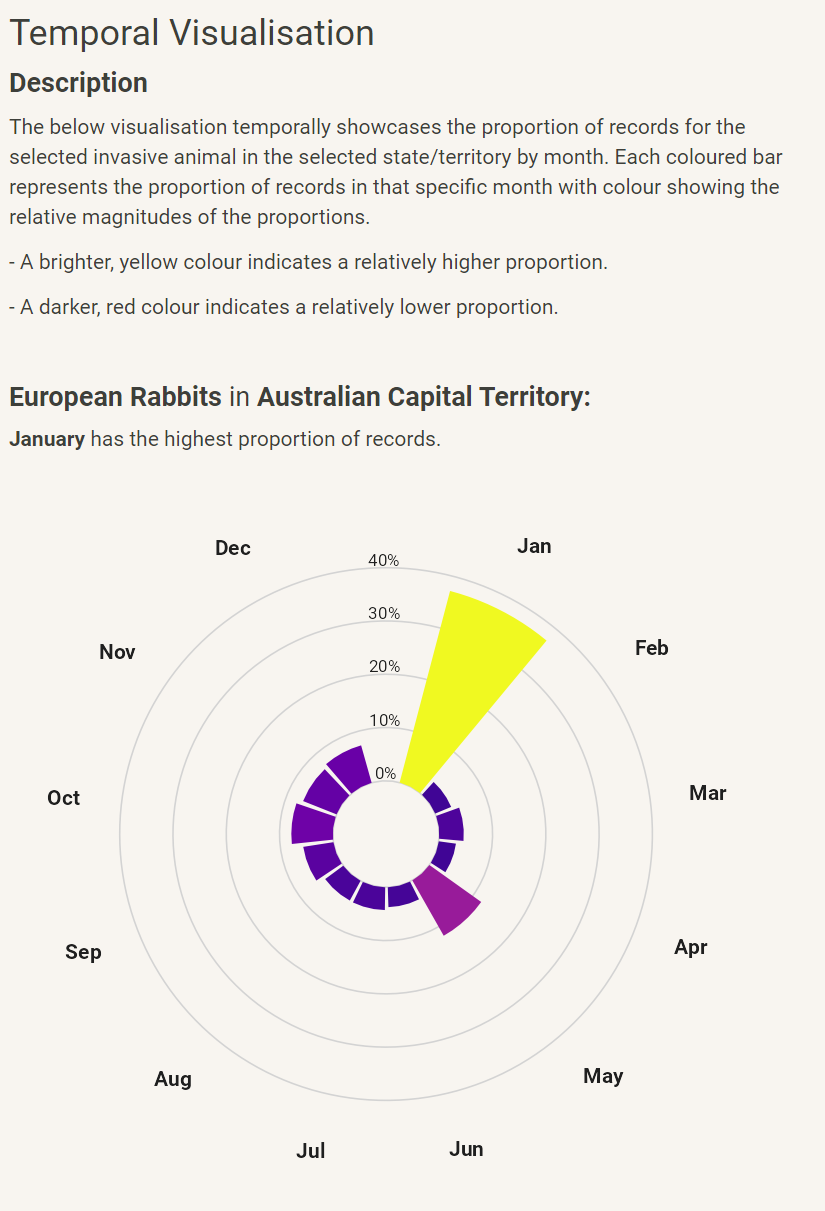 Temporal Visualisation
Description
The below visualisation temporally showcases the proportion of records for the
selected invasive animal in the selected state/territory by month. Each coloured bar
represents the proportion of records in that specific month with colour showing the
relative magnitudes of the proportions.
- A brighter, yellow colour indicates a relatively higher proportion.
- A darker, red colour indicates a relatively lower proportion.
European Rabbits in Australian Capital Territory:
January has the highest proportion of records.
Jan
Feb
Mar
Apr
May
Jun
Jul
Aug
Sep
Oct
Nov
Dec
40%
30%
20%
10%
0%